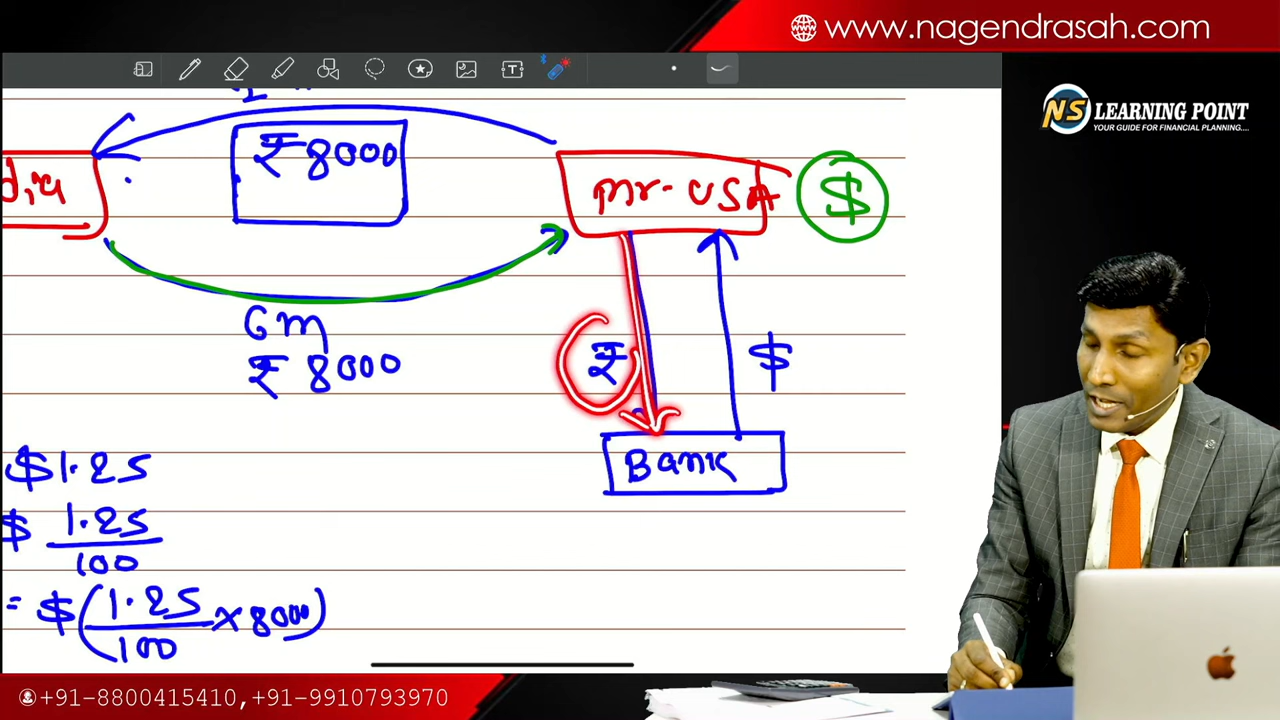 www.nagendrasah.com
NS LEARNING POINT
YOUR GUIDE FOR FINANCIAL PLANNING....
₹ 8000
Mr. USA $
6m
₹ 8000
₹
$
Bank
$1.25
$ 1.25
100
= $(1.25
100 × 8000)
+91-8800415410,+91-9910793970